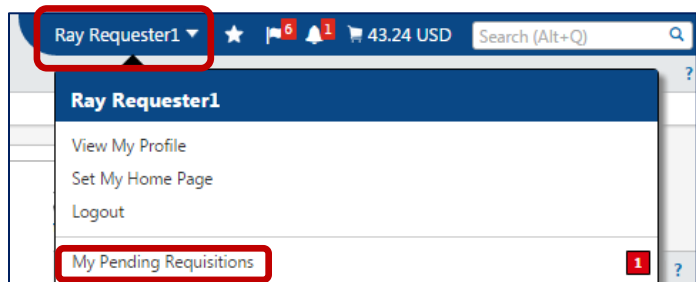 Ray Requester1 ▼ ★ 6 1 43.24 USD Search (Alt+Q)
?
Ray Requester1
View My Profile
Set My Home Page
Logout
My Pending Requisitions 1
?